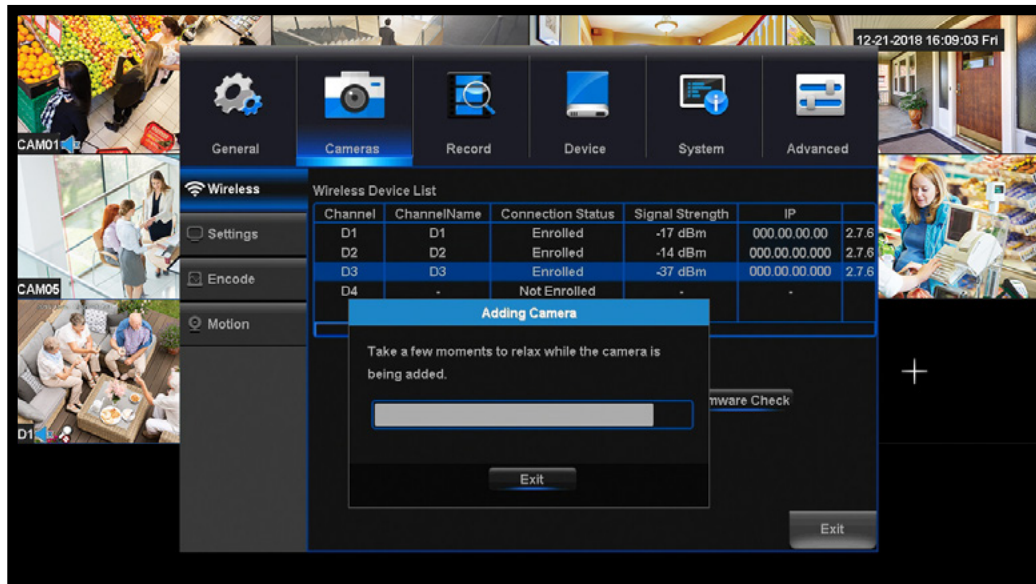 12-21-2018 16:09:03 Fri
CAM01
General Cameras Record Device System Advanced
Wireless
Settings
Encode
Motion
Wireless Device List
Channel ChannelName Connection Status Signal Strength IP
D1 D1 Enrolled -17 dBm 000.00.00.00 2.7.6
D2 D2 Enrolled -14 dBm 000.00.00.000 2.7.6
D3 D3 Enrolled -37 dBm 000.00.00.000 2.7.6
D4 - Not Enrolled - -
CAM05
Adding Camera
Take a few moments to relax while the camera is
being added.
mware Check
Exit
D1
Exit